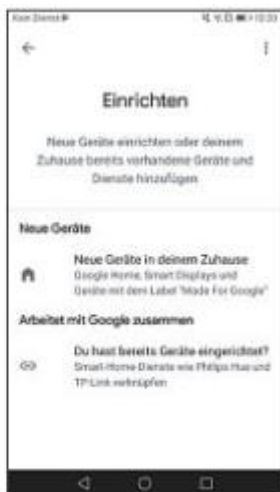 Kein Dienst
Einrichten
Neue Geräte einrichten oder deinem
Zuhause bereits vorhandene Geräte und
Dienste hinzufügen
Neue Geräte
Neue Geräte in deinem Zuhause
Google Home, Smart Displays und
Geräte mit dem Label "Made For Google"
Arbeitet mit Google zusammen
Du hast bereits Geräte eingerichtet?
Smart-Home-Dienste wie Philips Hue und
TP-Link verknüpfen